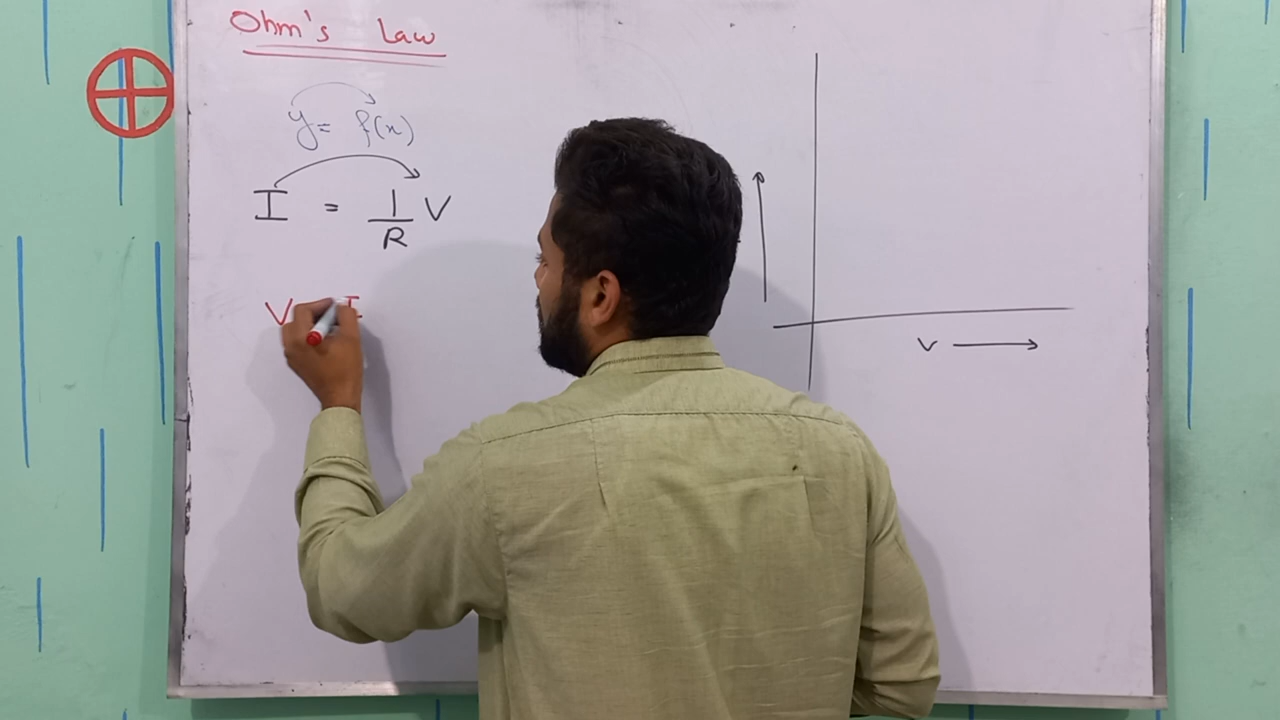 Ohm's Law
y = f(x)
I = 1/R V
V I
V